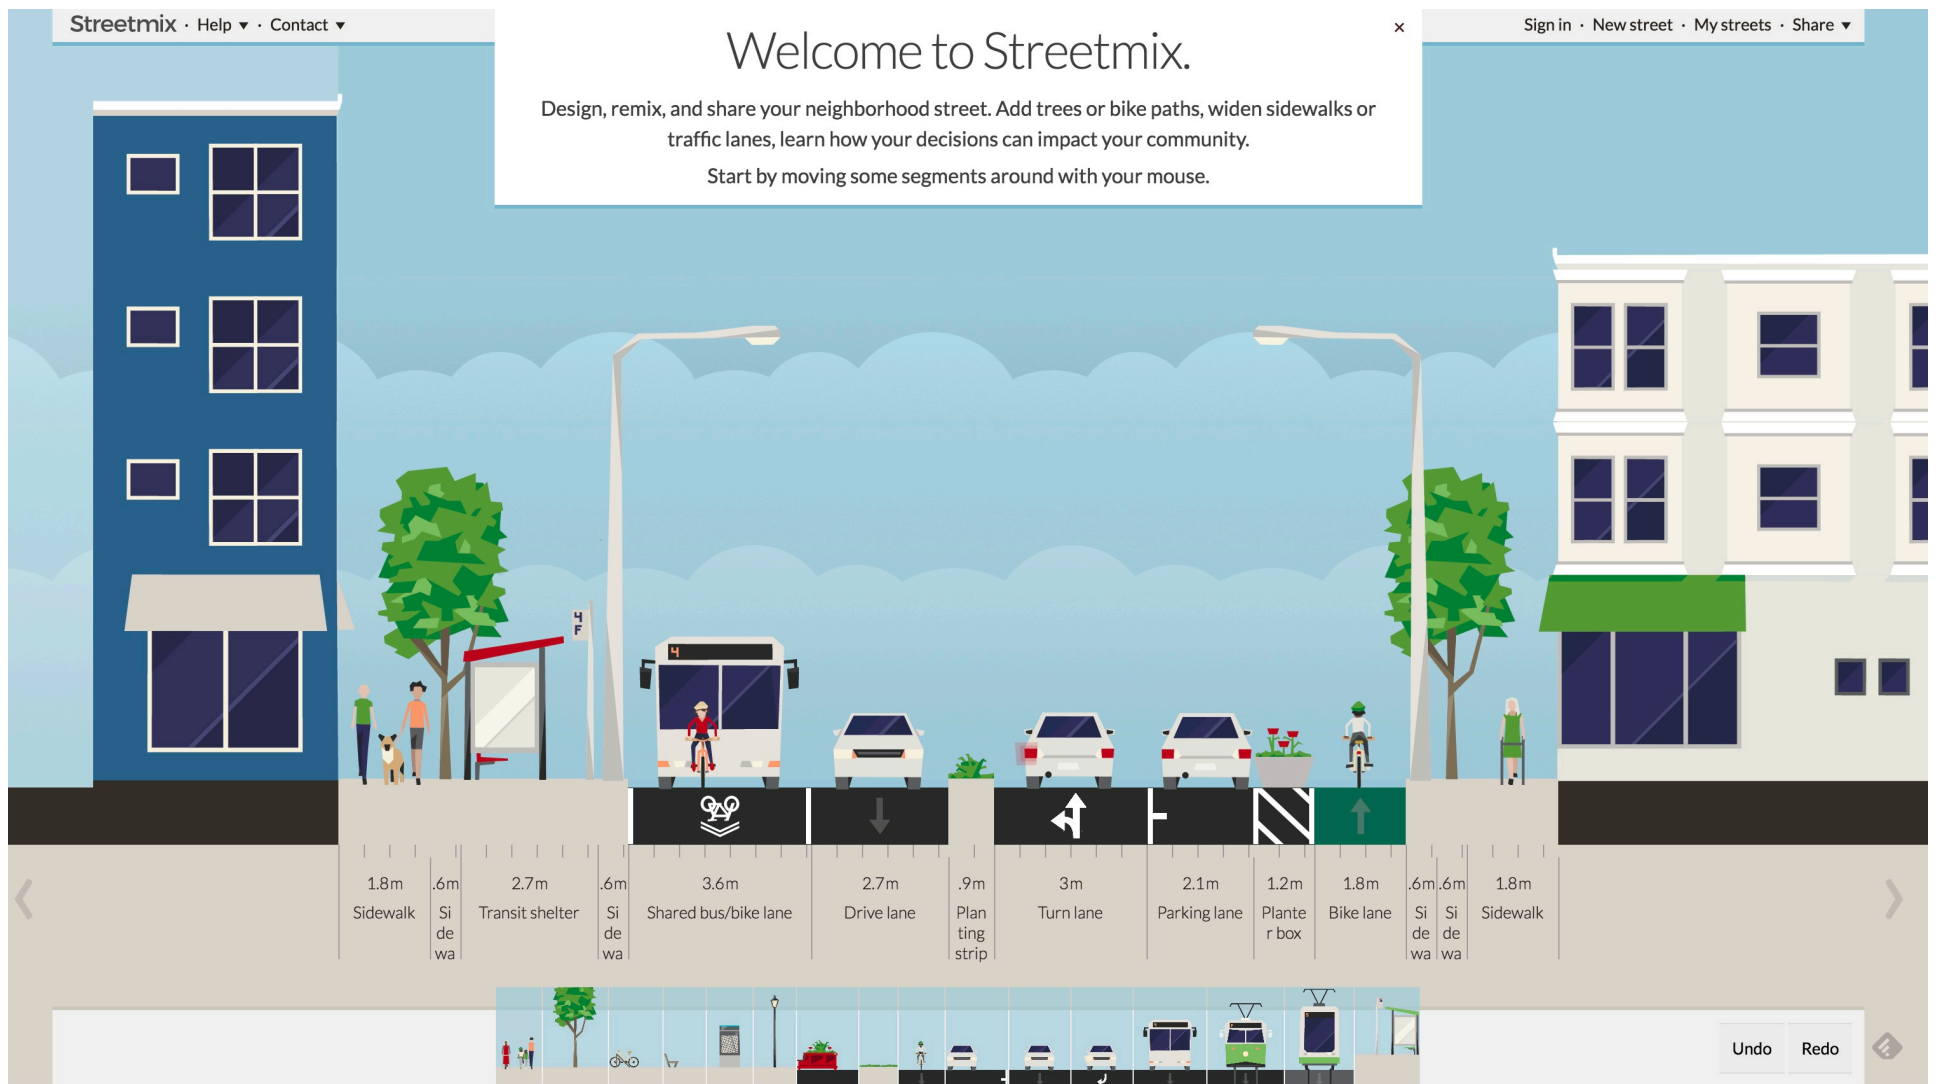 Streetmix · Help ▼ · Contact ▼
Sign in · New street · My streets · Share ▼
×
Welcome to Streetmix.
Design, remix, and share your neighborhood street. Add trees or bike paths, widen sidewalks or
traffic lanes, learn how your decisions can impact your community.
Start by moving some segments around with your mouse.
4
F
4
1.8m .6m 2.7m .6m 3.6m 2.7m .9m 3m 2.1m 1.2m 1.8m .6m .6m 1.8m
Sidewalk Si Transit shelter Si Shared bus/bike lane Drive lane Plan Turn lane Parking lane Plante Bike lane Si Si Sidewalk
de de ting r box de de
wa wa strip wa wa
Undo Redo